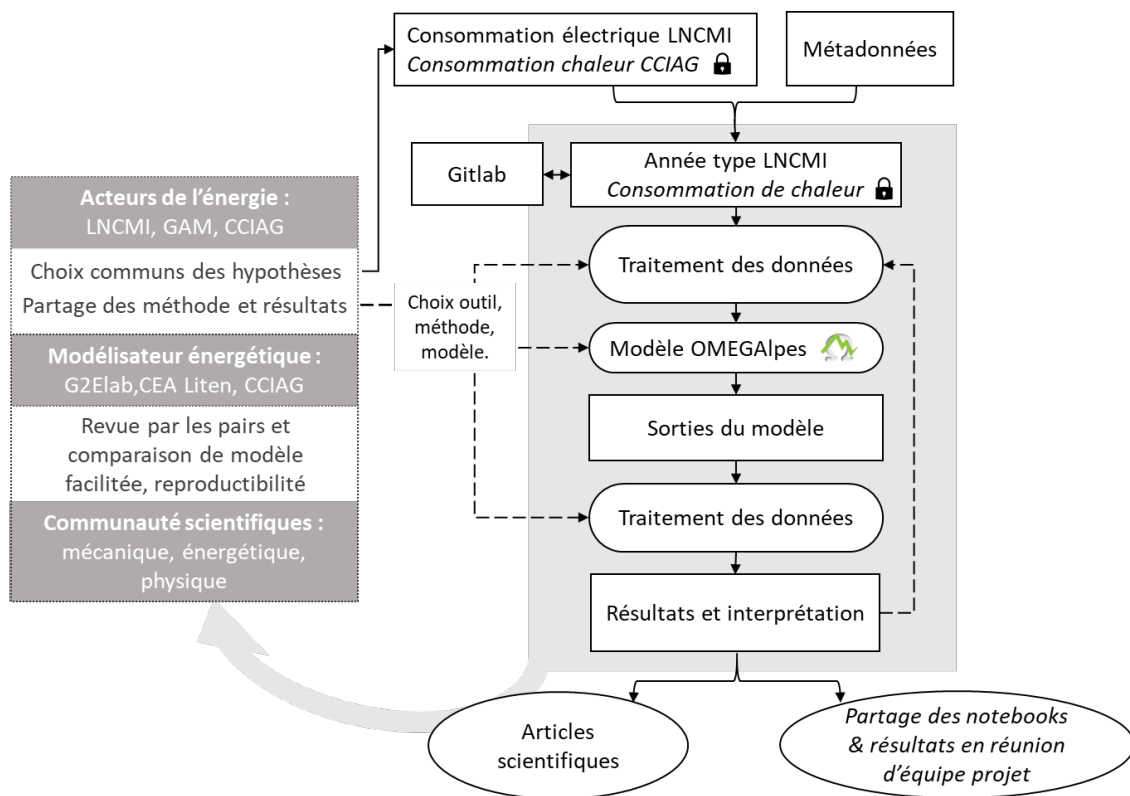 Consommation électrique LNCMI
Consommation chaleur CCIAG
Métadonnées
Gitlab
Année type LNCMI
Consommation de chaleur
Acteurs de l’énergie :
LNCMI, GAM, CCIAG
Choix communs des hypothèses
Partage des méthode et résultats
Modélisateur énergétique :
G2Elab,CEA Liten, CCIAG
Revue par les pairs et
comparaison de modèle
facilitée, reproductibilité
Communauté scientifiques :
mécanique, énergétique,
physique
Choix outil,
méthode,
modèle.
Traitement des données
Modèle OMEGAlpes
Sorties du modèle
Traitement des données
Résultats et interprétation
Articles
scientifiques
Partage des notebooks
& résultats en réunion
d’équipe projet